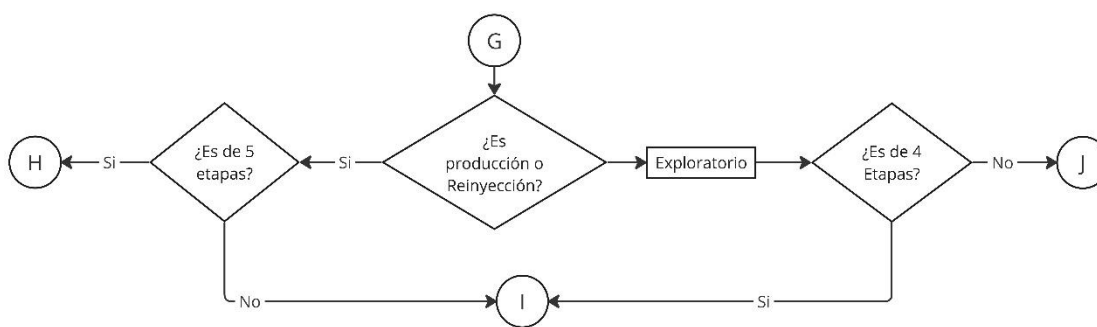 G
¿Es
producción o
Reinyección?
Si
¿Es de 5
etapas?
Si
H
Exploratorio
¿Es de 4
Etapas?
No
J
No
I
Si